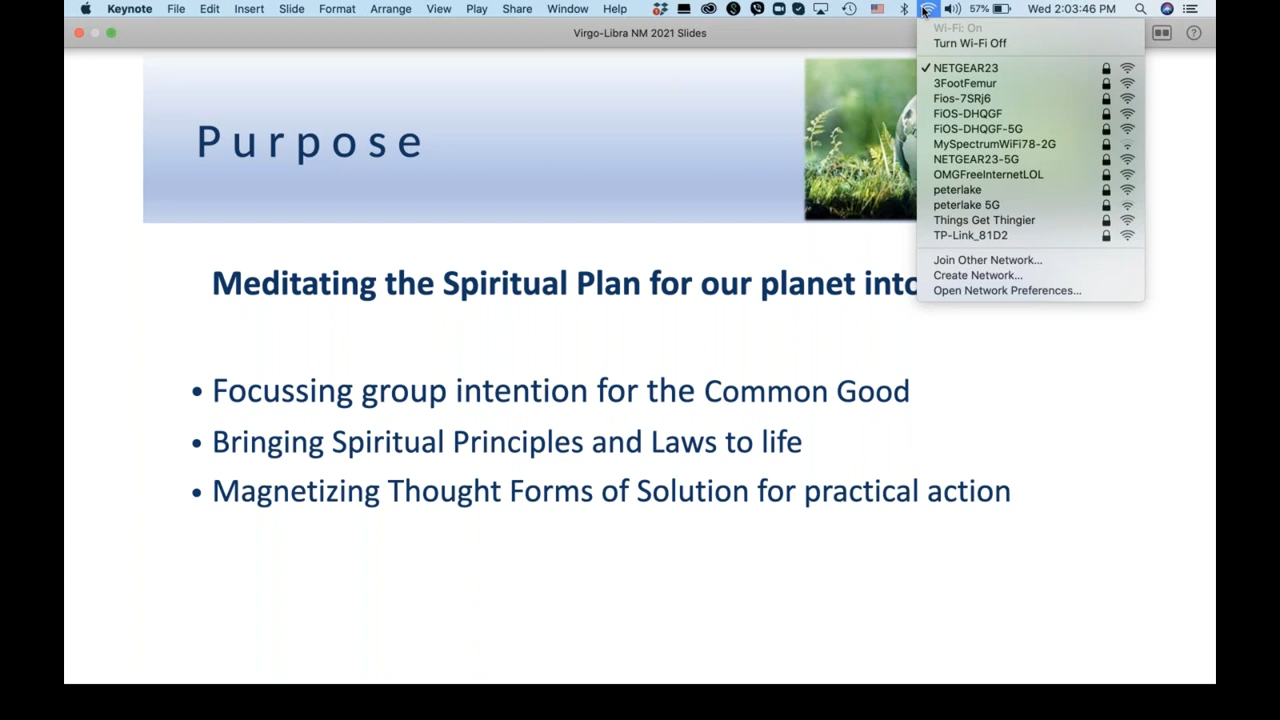 Keynote File Edit Insert Slide Format Arrange View Play Share Window Help 57% Wed 2:03:46 PM
Virgo-Libra NM 2021 Slides
Wi-Fi: On
Turn Wi-Fi Off
NETGEAR23
3FootFemur
Fios-7SRj6
FiOS-DHQGF
FiOS-DHQGF-5G
MySpectrumWiFi78-2G
NETGEAR23-5G
OMGFreeInternetLOL
peterlake
peterlake 5G
Things Get Thingier
TP-Link_81D2
Join Other Network...
Create Network...
Open Network Preferences...
Purpose
Meditating the Spiritual Plan for our planet into
• Focussing group intention for the Common Good
• Bringing Spiritual Principles and Laws to life
• Magnetizing Thought Forms of Solution for practical action